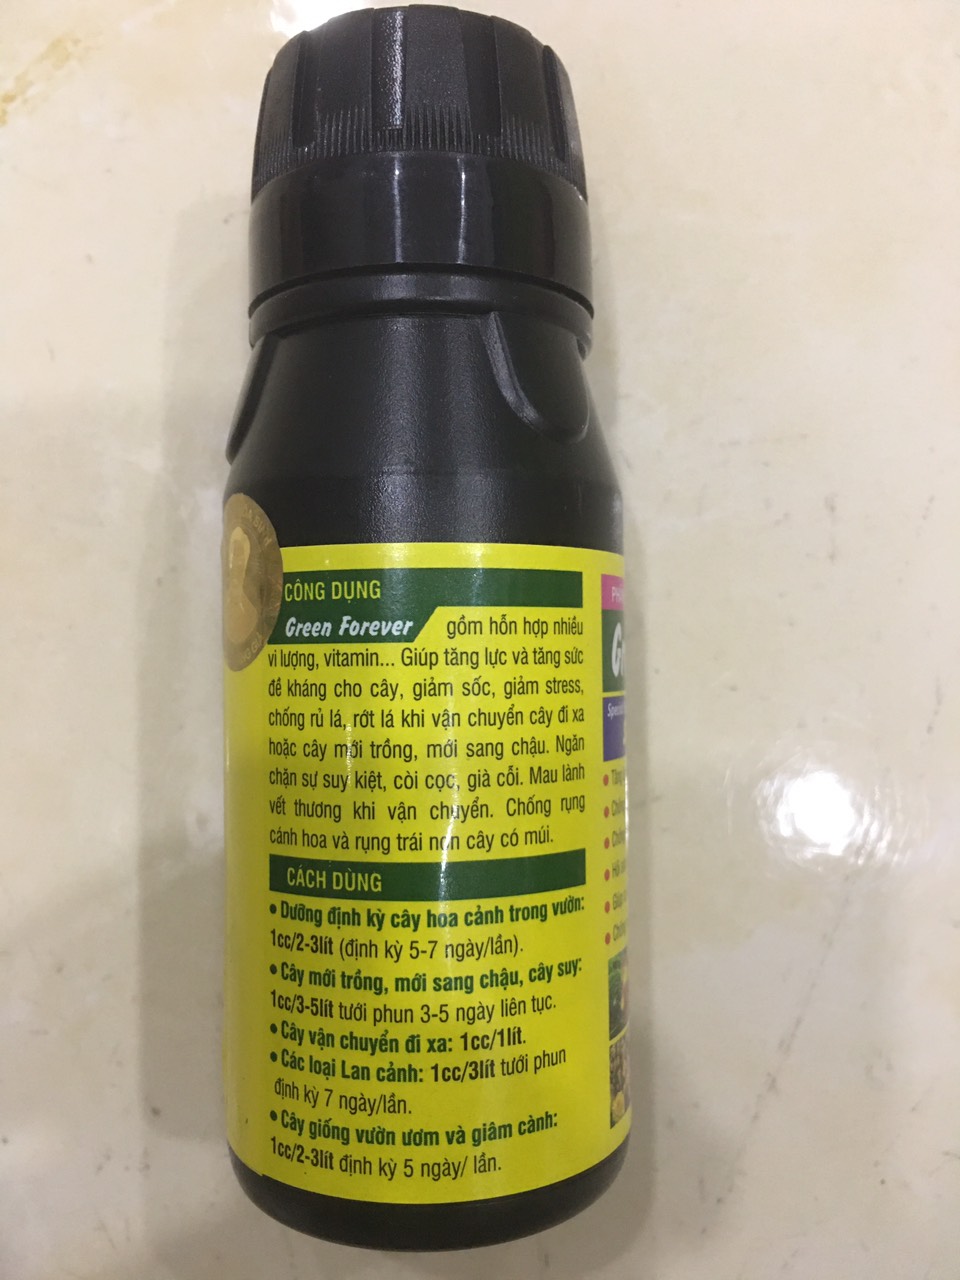 CÔNG DỤNG
Green Forever gồm hỗn hợp nhiều
vi lượng, vitamin... Giúp tăng lực và tăng sức
đề kháng cho cây, giảm sốc, giảm stress,
chống rủ lá, rớt lá khi vận chuyển cây đi xa
hoặc cây mới trồng, mới sang chậu. Ngăn
chặn sự suy kiệt, còi cọc, già cỗi. Mau lành
vết thương khi vận chuyển. Chống rụng
cánh hoa và rụng trái non cây có múi.
CÁCH DÙNG
• Dưỡng định kỳ cây hoa cảnh trong vườn:
1cc/2-3lít (định kỳ 5-7 ngày/lần).
• Cây mới trồng, mới sang chậu, cây suy:
1cc/3-5lít tưới phun 3-5 ngày liên tục.
• Cây vận chuyển đi xa: 1cc/1lít.
• Các loại Lan cảnh: 1cc/3lít tưới phun
định kỳ 7 ngày/lần.
• Cây giống vườn ươm và giâm cành:
1cc/2-3lít định kỳ 5 ngày/ lần.